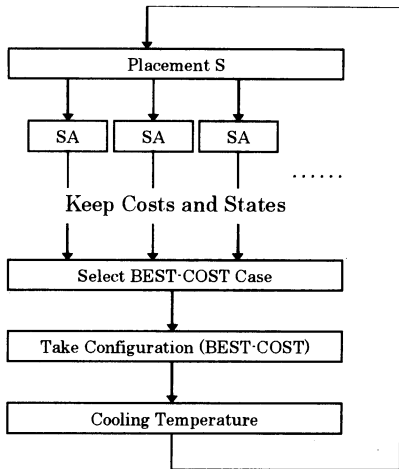 Placement S
SA SA SA
......
Keep Costs and States
Select BEST-COST Case
Take Configuration (BEST-COST)
Cooling Temperature